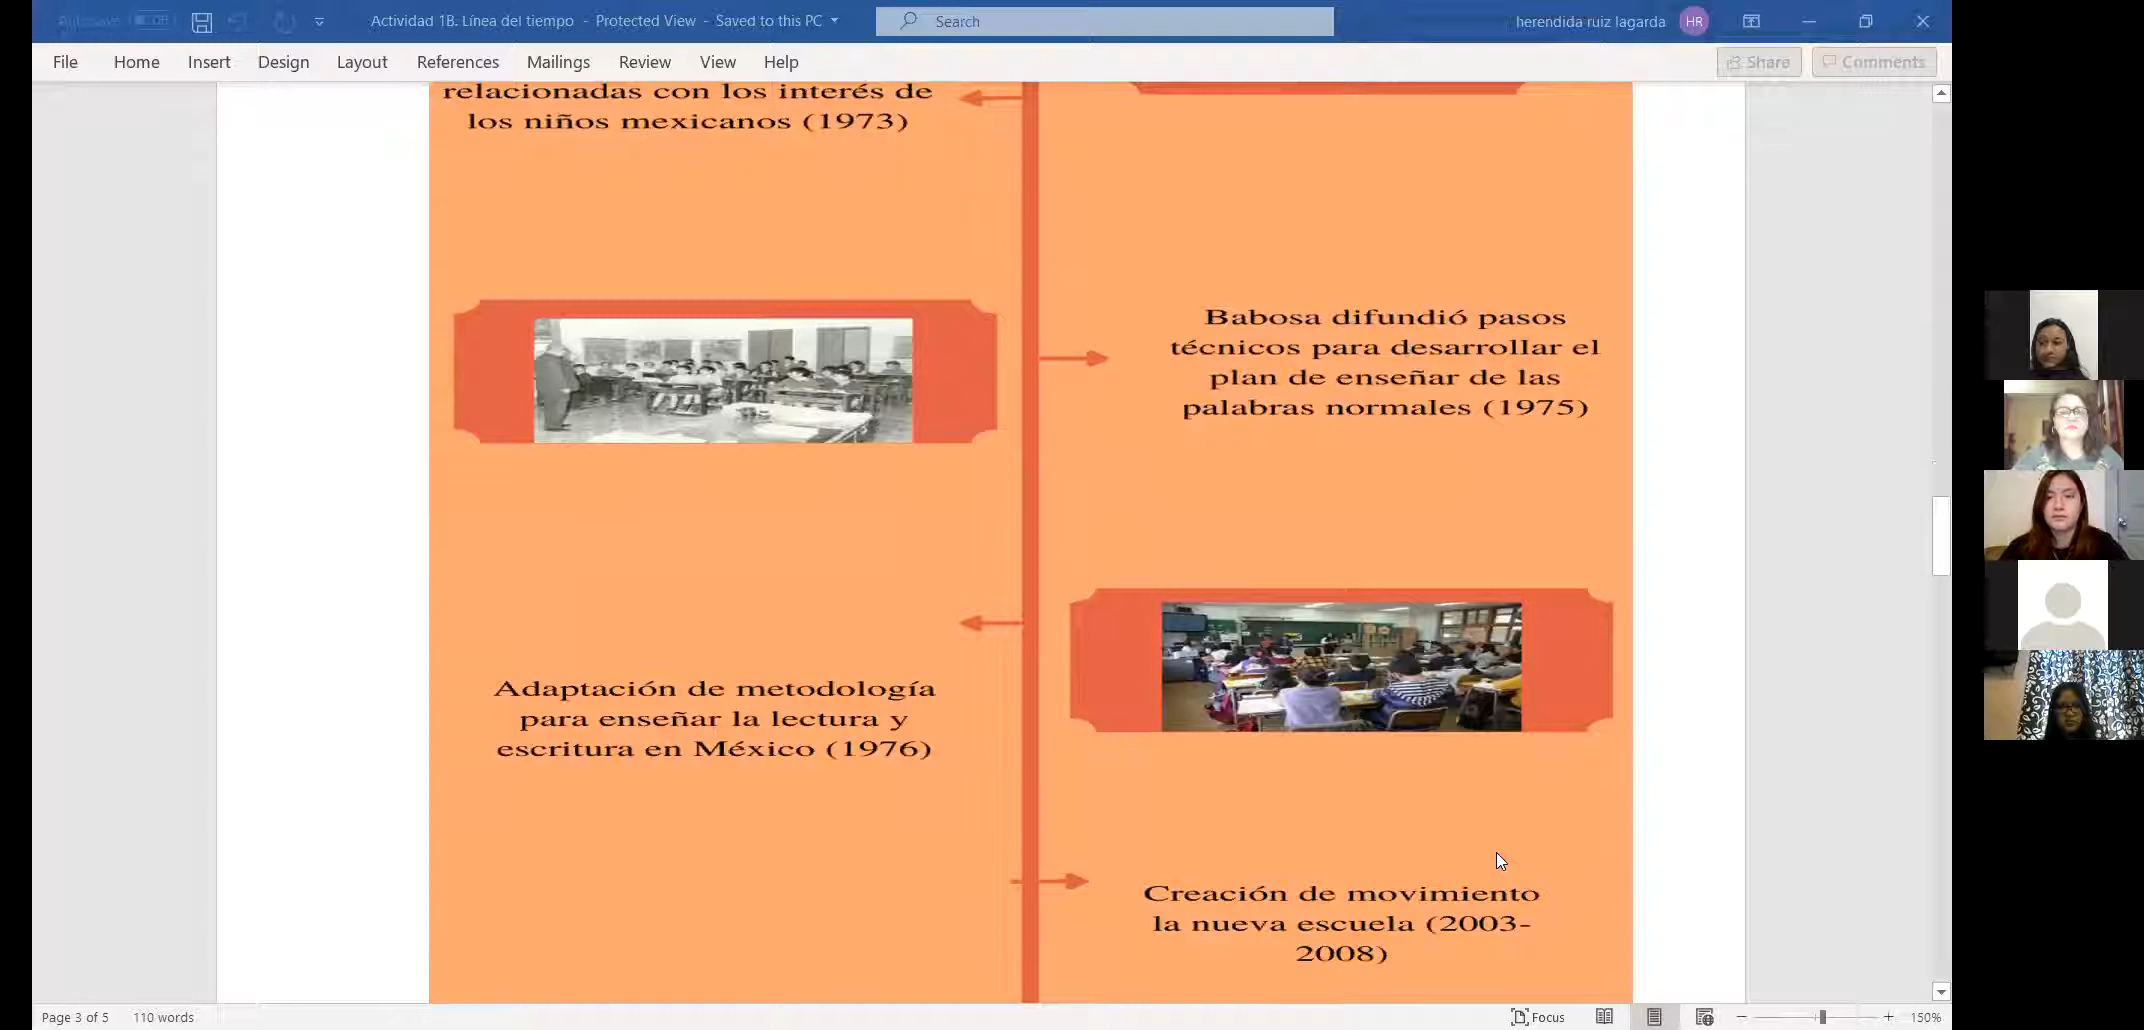 AutoSave Off
Actividad 1B. Línea del tiempo - Protected View - Saved to this PC
Search
herendida ruiz lagarda HR
File Home Insert Design Layout References Mailings Review View Help
Share Comments
relacionadas con los interés de
los niños mexicanos (1973)
Babosa difundió pasos
técnicos para desarrollar el
plan de enseñar de las
palabras normales (1975)
Adaptación de metodología
para enseñar la lectura y
escritura en México (1976)
Creación de movimiento
la nueva escuela (2003-
2008)
Page 3 of 5 110 words
Focus 150%